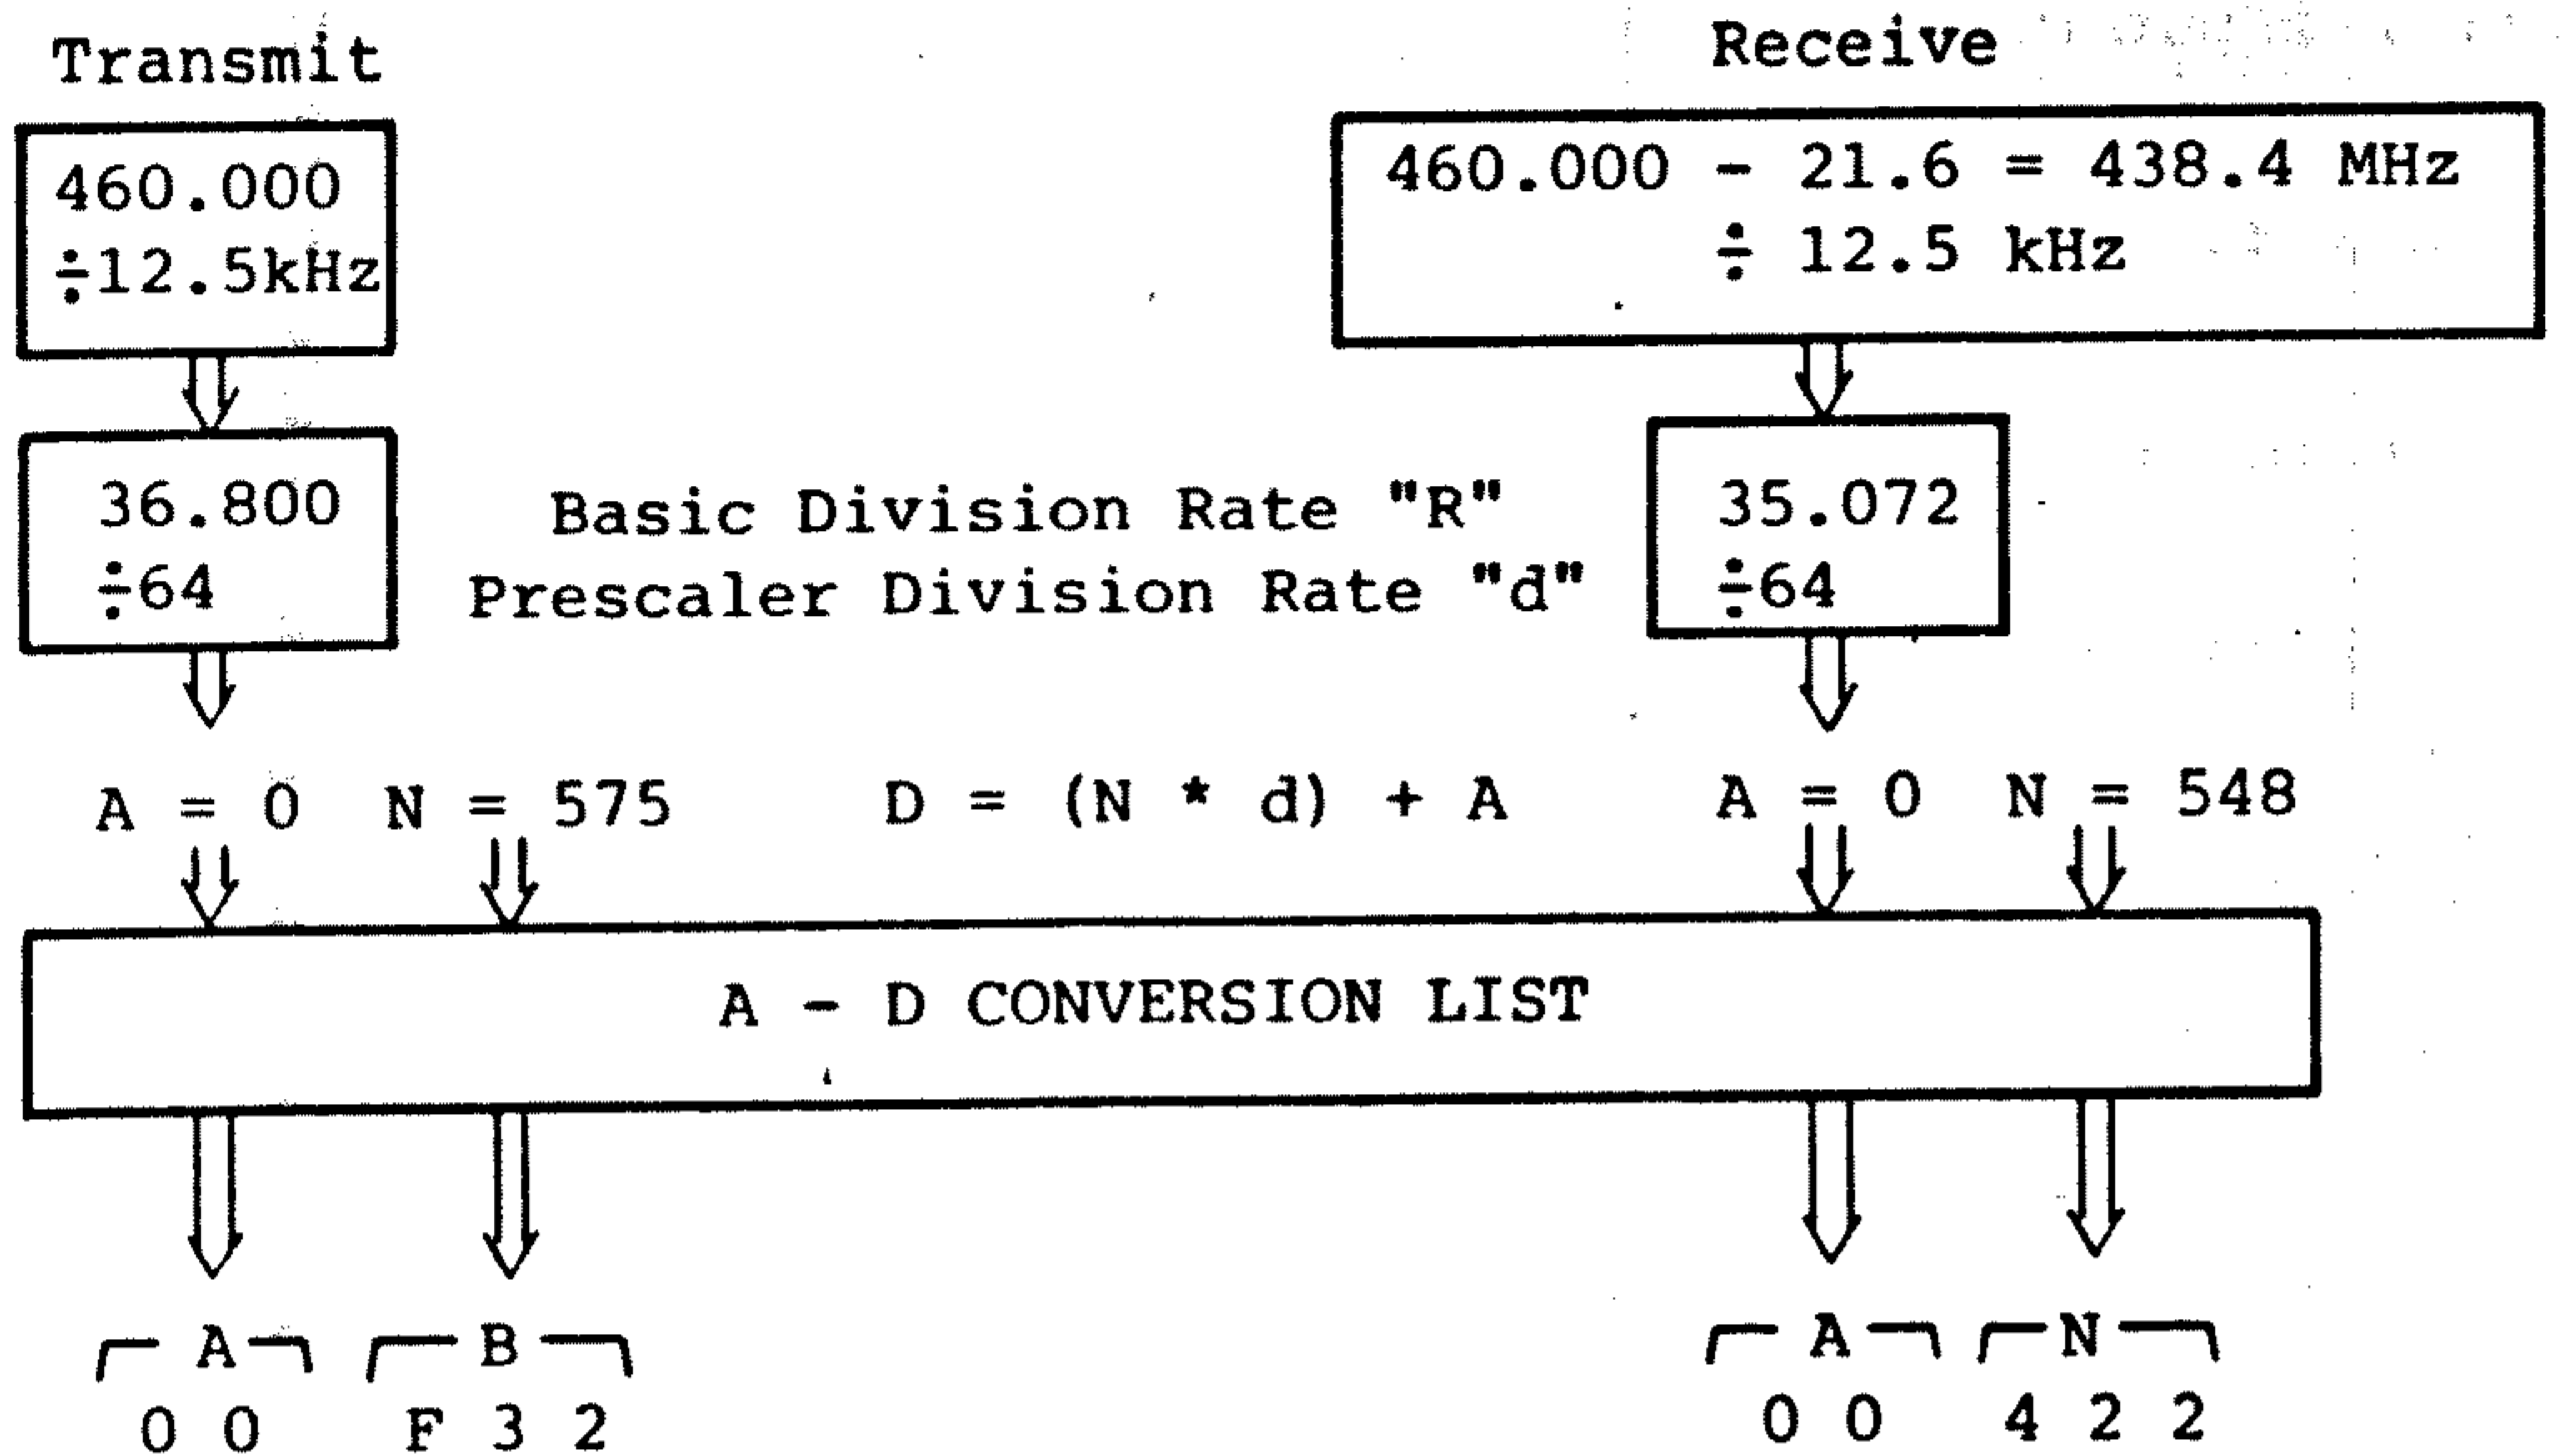 Transmit
Receive
460.000
÷12.5kHz
460.000 - 21.6 = 438.4 MHz
÷ 12.5 kHz
36.800
÷64
Basic Division Rate "R"
Prescaler Division Rate "d"
35.072
÷64
A = 0 N = 575
D = (N * d) + A
A = 0 N = 548
A - D CONVERSION LIST
A B
0 0 F 3 2
A N
0 0 4 2 2